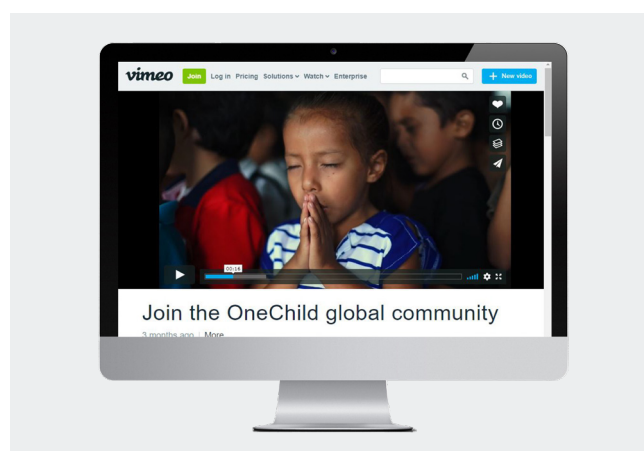 vimeo Join Log in Pricing Solutions Watch Enterprise + New video
00:16
Join the OneChild global community
3 months ago | More